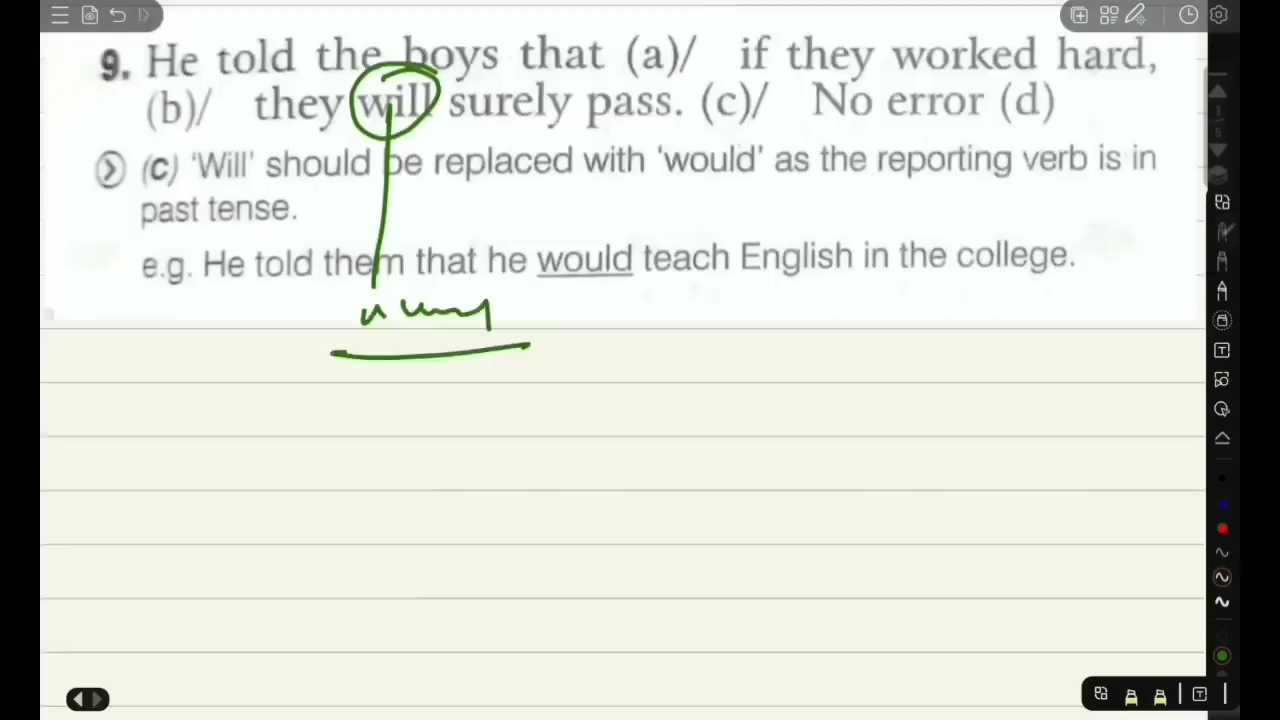 9. He told the boys that (a)/ if they worked hard,
(b)/ they will surely pass. (c)/ No error (d)
(c) 'Will' should be replaced with 'would' as the reporting verb is in
past tense.
e.g. He told them that he would teach English in the college.